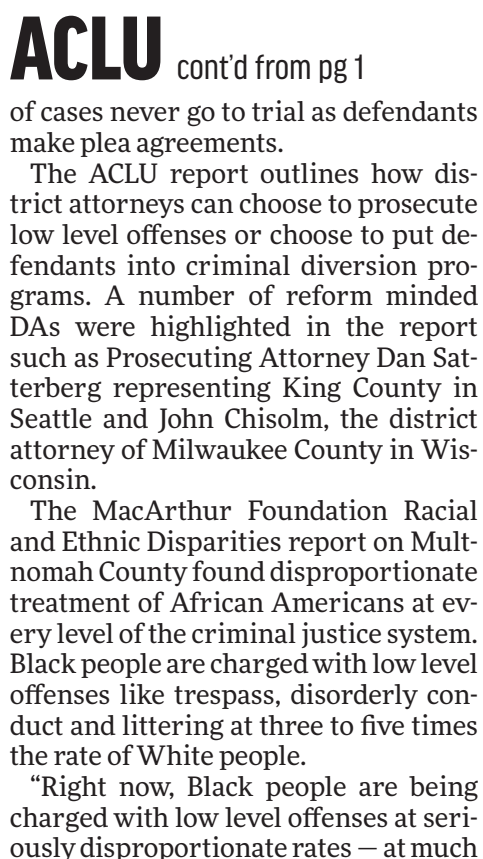 ACLU cont’d from pg 1
of cases never go to trial as defendants
make plea agreements.
The ACLU report outlines how dis-
trict attorneys can choose to prosecute
low level offenses or choose to put de-
fendants into criminal diversion pro-
grams. A number of reform minded
DAs were highlighted in the report
such as Prosecuting Attorney Dan Sat-
terberg representing King County in
Seattle and John Chisolm, the district
attorney of Milwaukee County in Wis-
consin.
The MacArthur Foundation Racial
and Ethnic Disparities report on Mult-
nomah County found disproportionate
treatment of African Americans at ev-
ery level of the criminal justice system.
Black people are charged with low level
offenses like trespass, disorderly con-
duct and littering at three to five times
the rate of White people.
“Right now, Black people are being
charged with low level offenses at seri-
ously disproportionate rates — at much